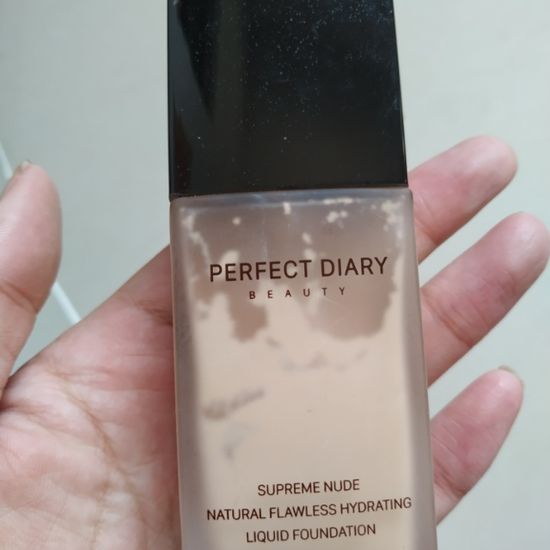 PERFECT DIARY
BEAUTY
SUPREME NUDE
NATURAL FLAWLESS HYDRATING
LIQUID FOUNDATION